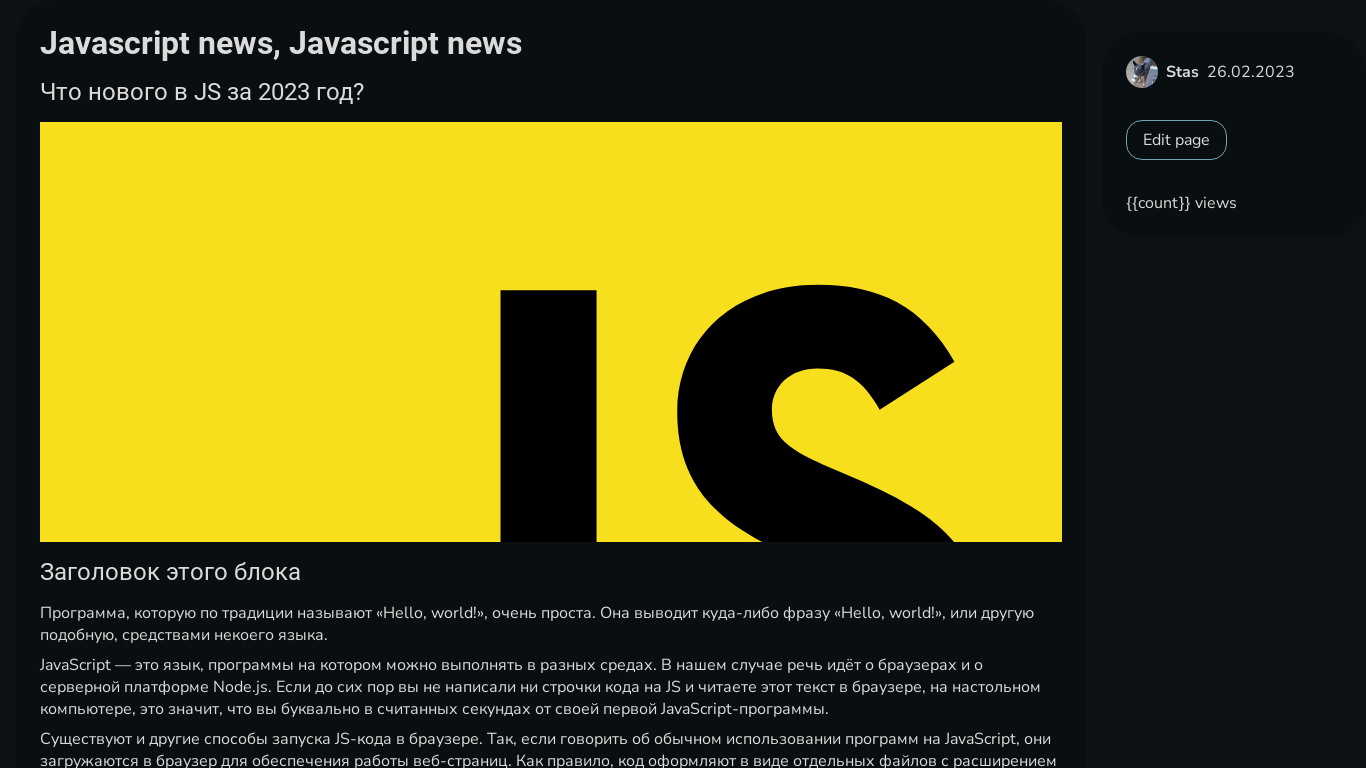 Javascript news, Javascript news
Что нового в JS за 2023 год?
JS
Заголовок этого блока
Программа, которую по традиции называют «Hello, world!», очень проста. Она выводит куда-либо фразу «Hello, world!», или другую
подобную, средствами некоего языка.
JavaScript — это язык, программы на котором можно выполнять в разных средах. В нашем случае речь идёт о браузерах и о
серверной платформе Node.js. Если до сих пор вы не написали ни строчки кода на JS и читаете этот текст в браузере, на настольном
компьютере, это значит, что вы буквально в считанных секундах от своей первой JavaScript-программы.
Существуют и другие способы запуска JS-кода в браузере. Так, если говорить об обычном использовании программ на JavaScript, они
загружаются в браузер для обеспечения работы веб-страниц. Как правило, код оформляют в виде отдельных файлов с расширением
Stas 26.02.2023
Edit page
{{count}} views